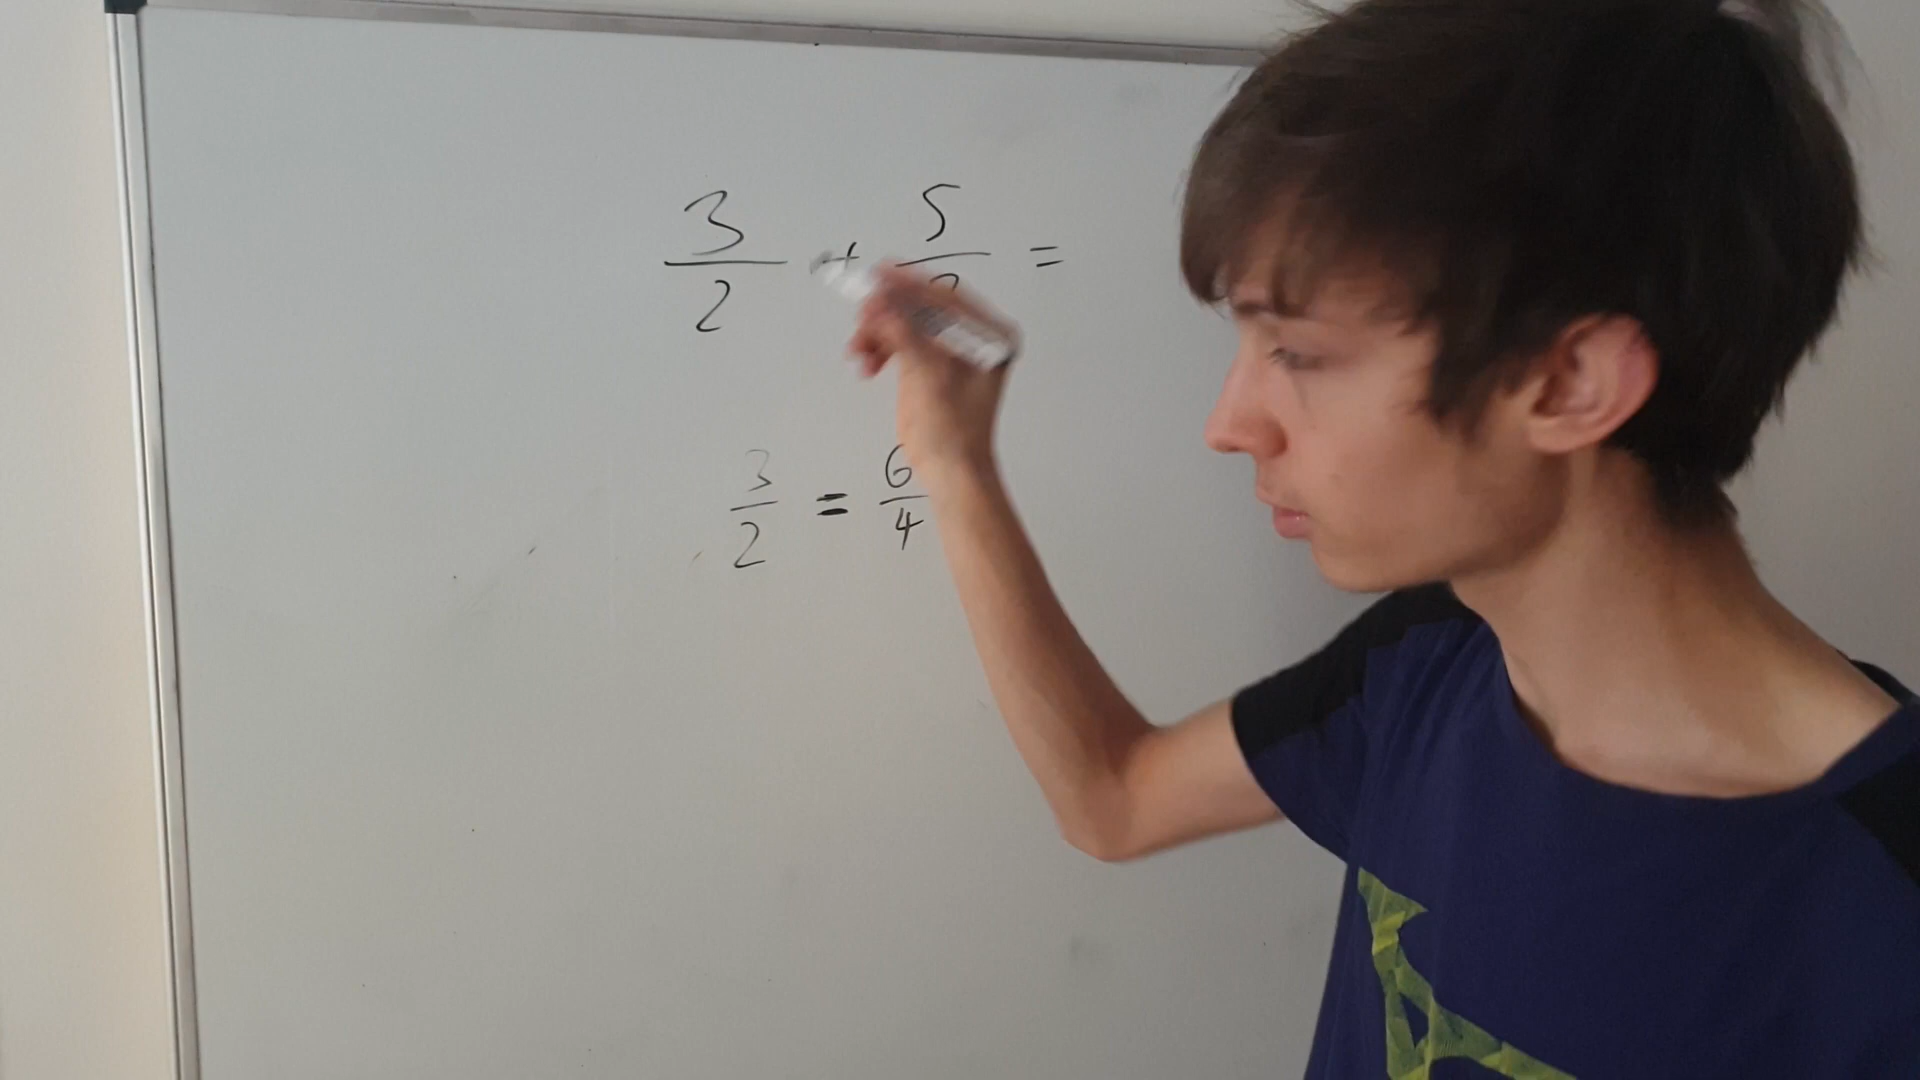 3/2 + 5/ =
3/2 = 6/4